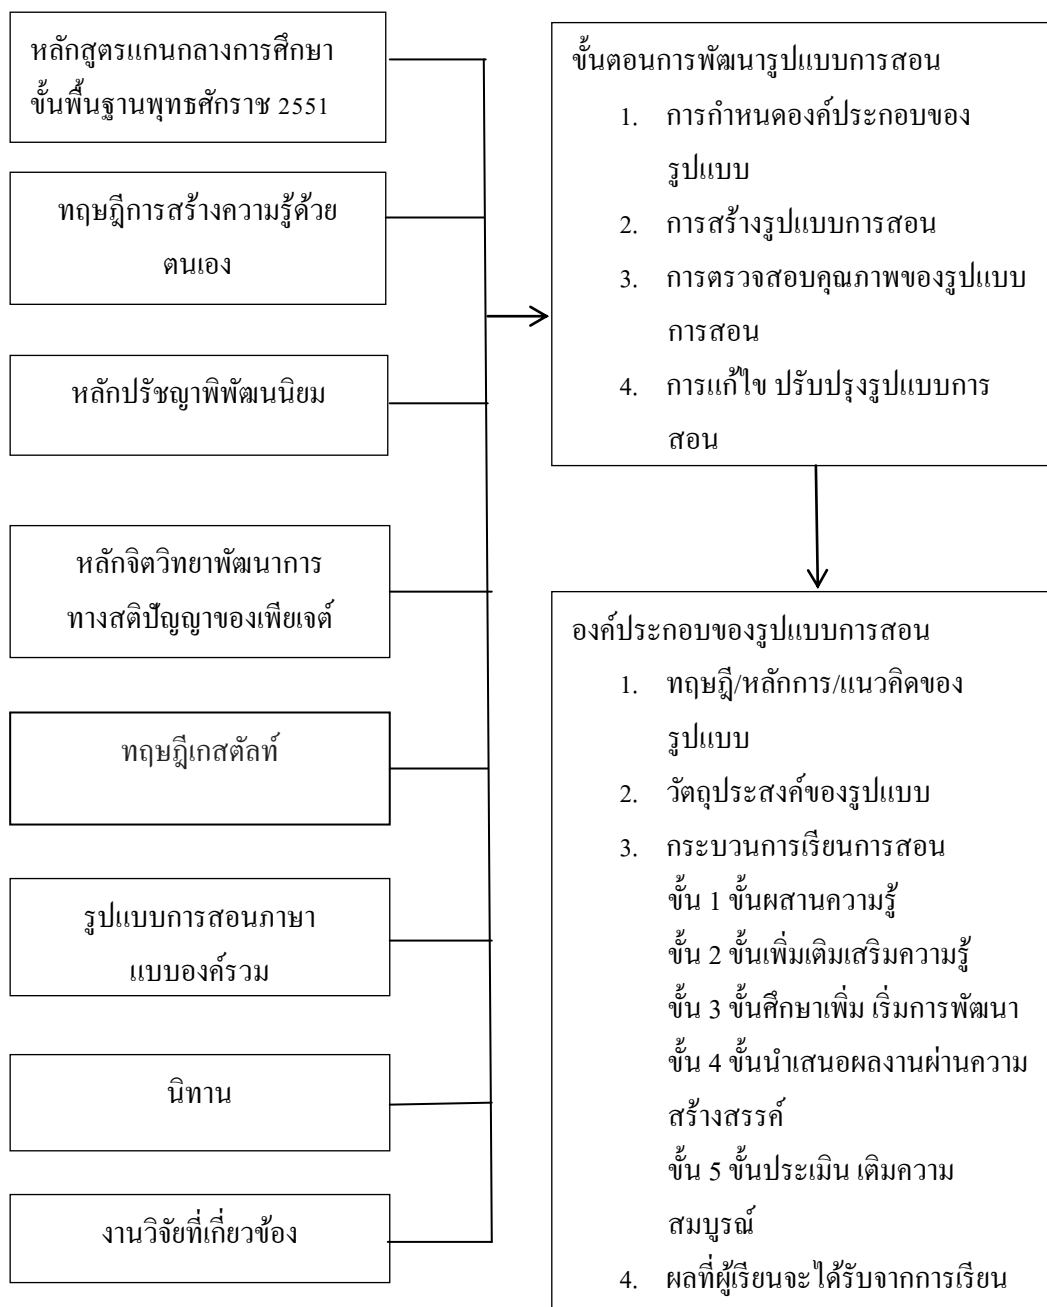 หลักสูตรแกนกลางการศึกษา
ขั้นพื้นฐานพุทธศักราช 2551
ทฤษฎีการสร้างความรู้ด้วย
ตนเอง
หลักปรัชญาพิพัฒนนิยม
หลักจิตวิทยาพัฒนาการ
ทางสติปัญญาของเพียเจต์
ทฤษฎีเกสตัลท์
รูปแบบการสอนภาษา
แบบองค์รวม
นิทาน
งานวิจัยที่เกี่ยวข้อง
ขั้นตอนการพัฒนารูปแบบการสอน
1. การกำหนดองค์ประกอบของ
รูปแบบ
2. การสร้างรูปแบบการสอน
3. การตรวจสอบคุณภาพของรูปแบบ
การสอน
4. การแก้ไข ปรับปรุงรูปแบบการ
สอน
องค์ประกอบของรูปแบบการสอน
1. ทฤษฎี/หลักการ/แนวคิดของ
รูปแบบ
2. วัตถุประสงค์ของรูปแบบ
3. กระบวนการเรียนการสอน
ขั้น 1 ขั้นผสานความรู้
ขั้น 2 ขั้นเพิ่มเติมเสริมความรู้
ขั้น 3 ขั้นศึกษาเพิ่ม เริ่มการพัฒนา
ขั้น 4 ขั้นนำเสนอผลงานผ่านความ
สร้างสรรค์
ขั้น 5 ขั้นประเมิน เติมความ
สมบูรณ์
4. ผลที่ผู้เรียนจะได้รับจากการเรียน